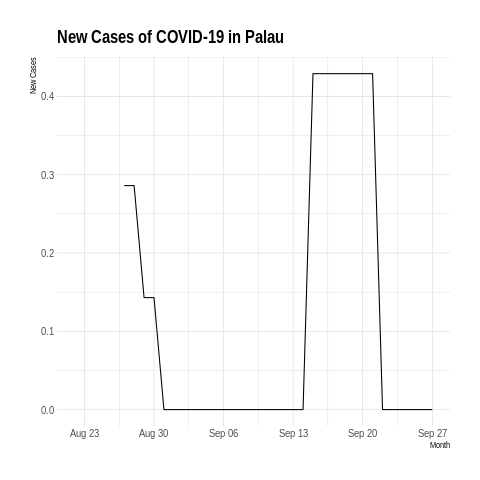 New Cases of COVID-19 in Palau
New Cases
0.4
0.3
0.2
0.1
0.0
Aug 23 Aug 30 Sep 06 Sep 13 Sep 20 Sep 27
Month